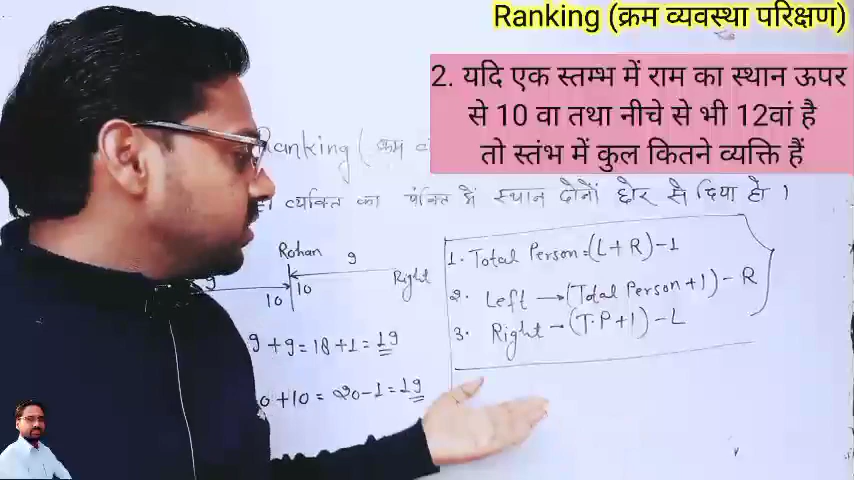 Ranking (क्रम व्यवस्था परिक्षण)
2. यदि एक स्तम्भ में राम का स्थान ऊपर
से 10 वा तथा नीचे से भी 12वां है
तो स्तंभ में कुल कितने व्यक्ति हैं
Ranking ( क्रम
व्यक्ति का पंक्ति में स्थान दोनों छोर से दिया हो ।
Rohan
9
Right
9
10
10
9+9=18+1=19
+10 = 20-1=19
1. Total Person=(L+R)-1
2. Left →(Total Person+1)-R
3. Right →(T.P+1)-L